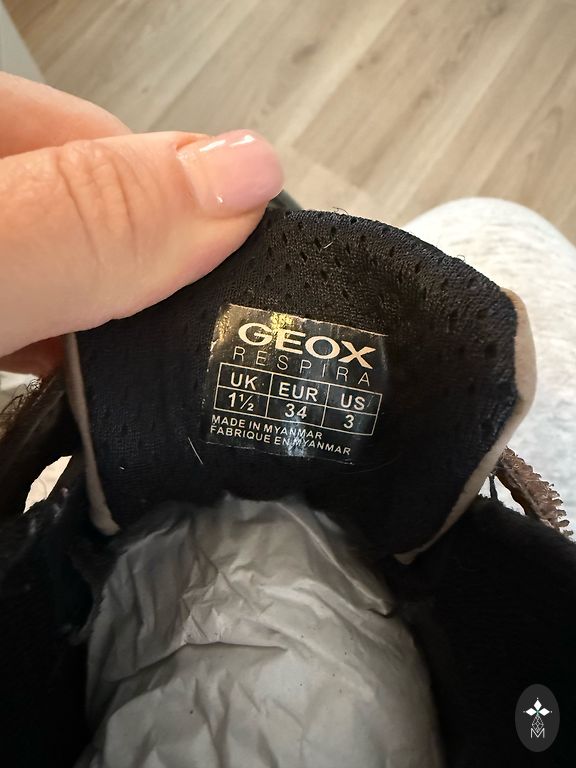 GEOX
RESPIRA
UK EUR US
1½ 34 3
MADE IN MYANMAR
FABRIQUE EN MYANMAR
M